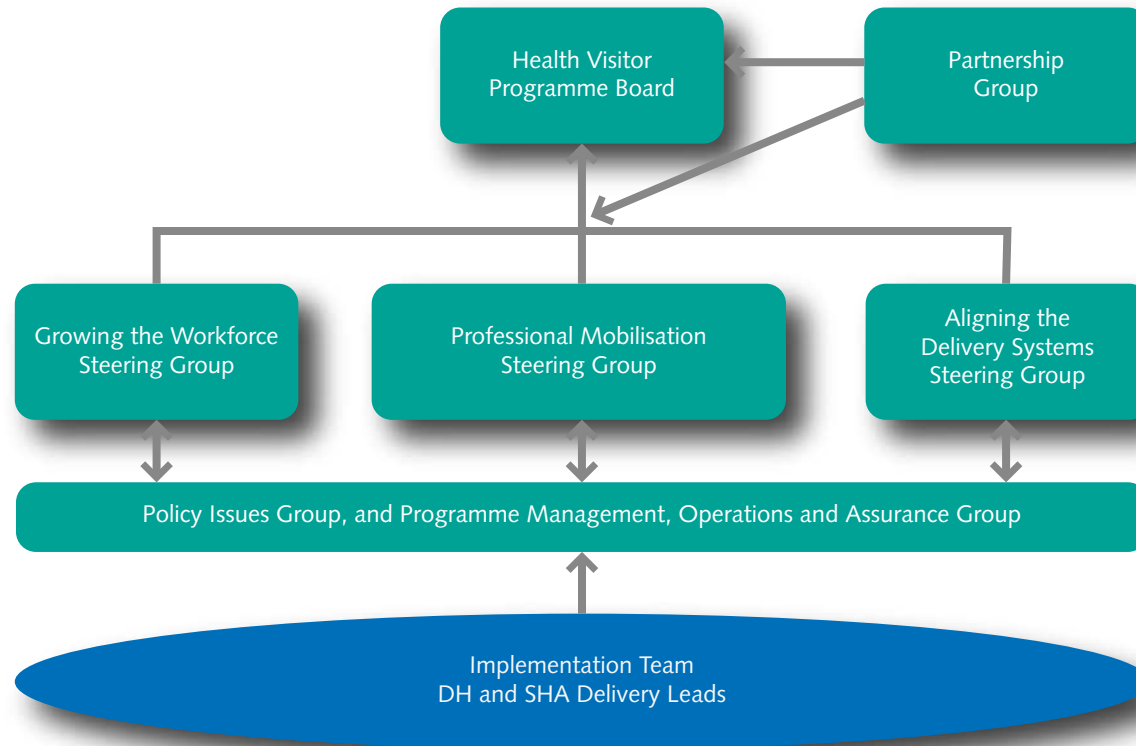 Health Visitor
Programme Board
Partnership
Group
Growing the Workforce
Steering Group
Professional Mobilisation
Steering Group
Aligning the
Delivery Systems
Steering Group
Policy Issues Group, and Programme Management, Operations and Assurance Group
Implementation Team
DH and SHA Delivery Leads